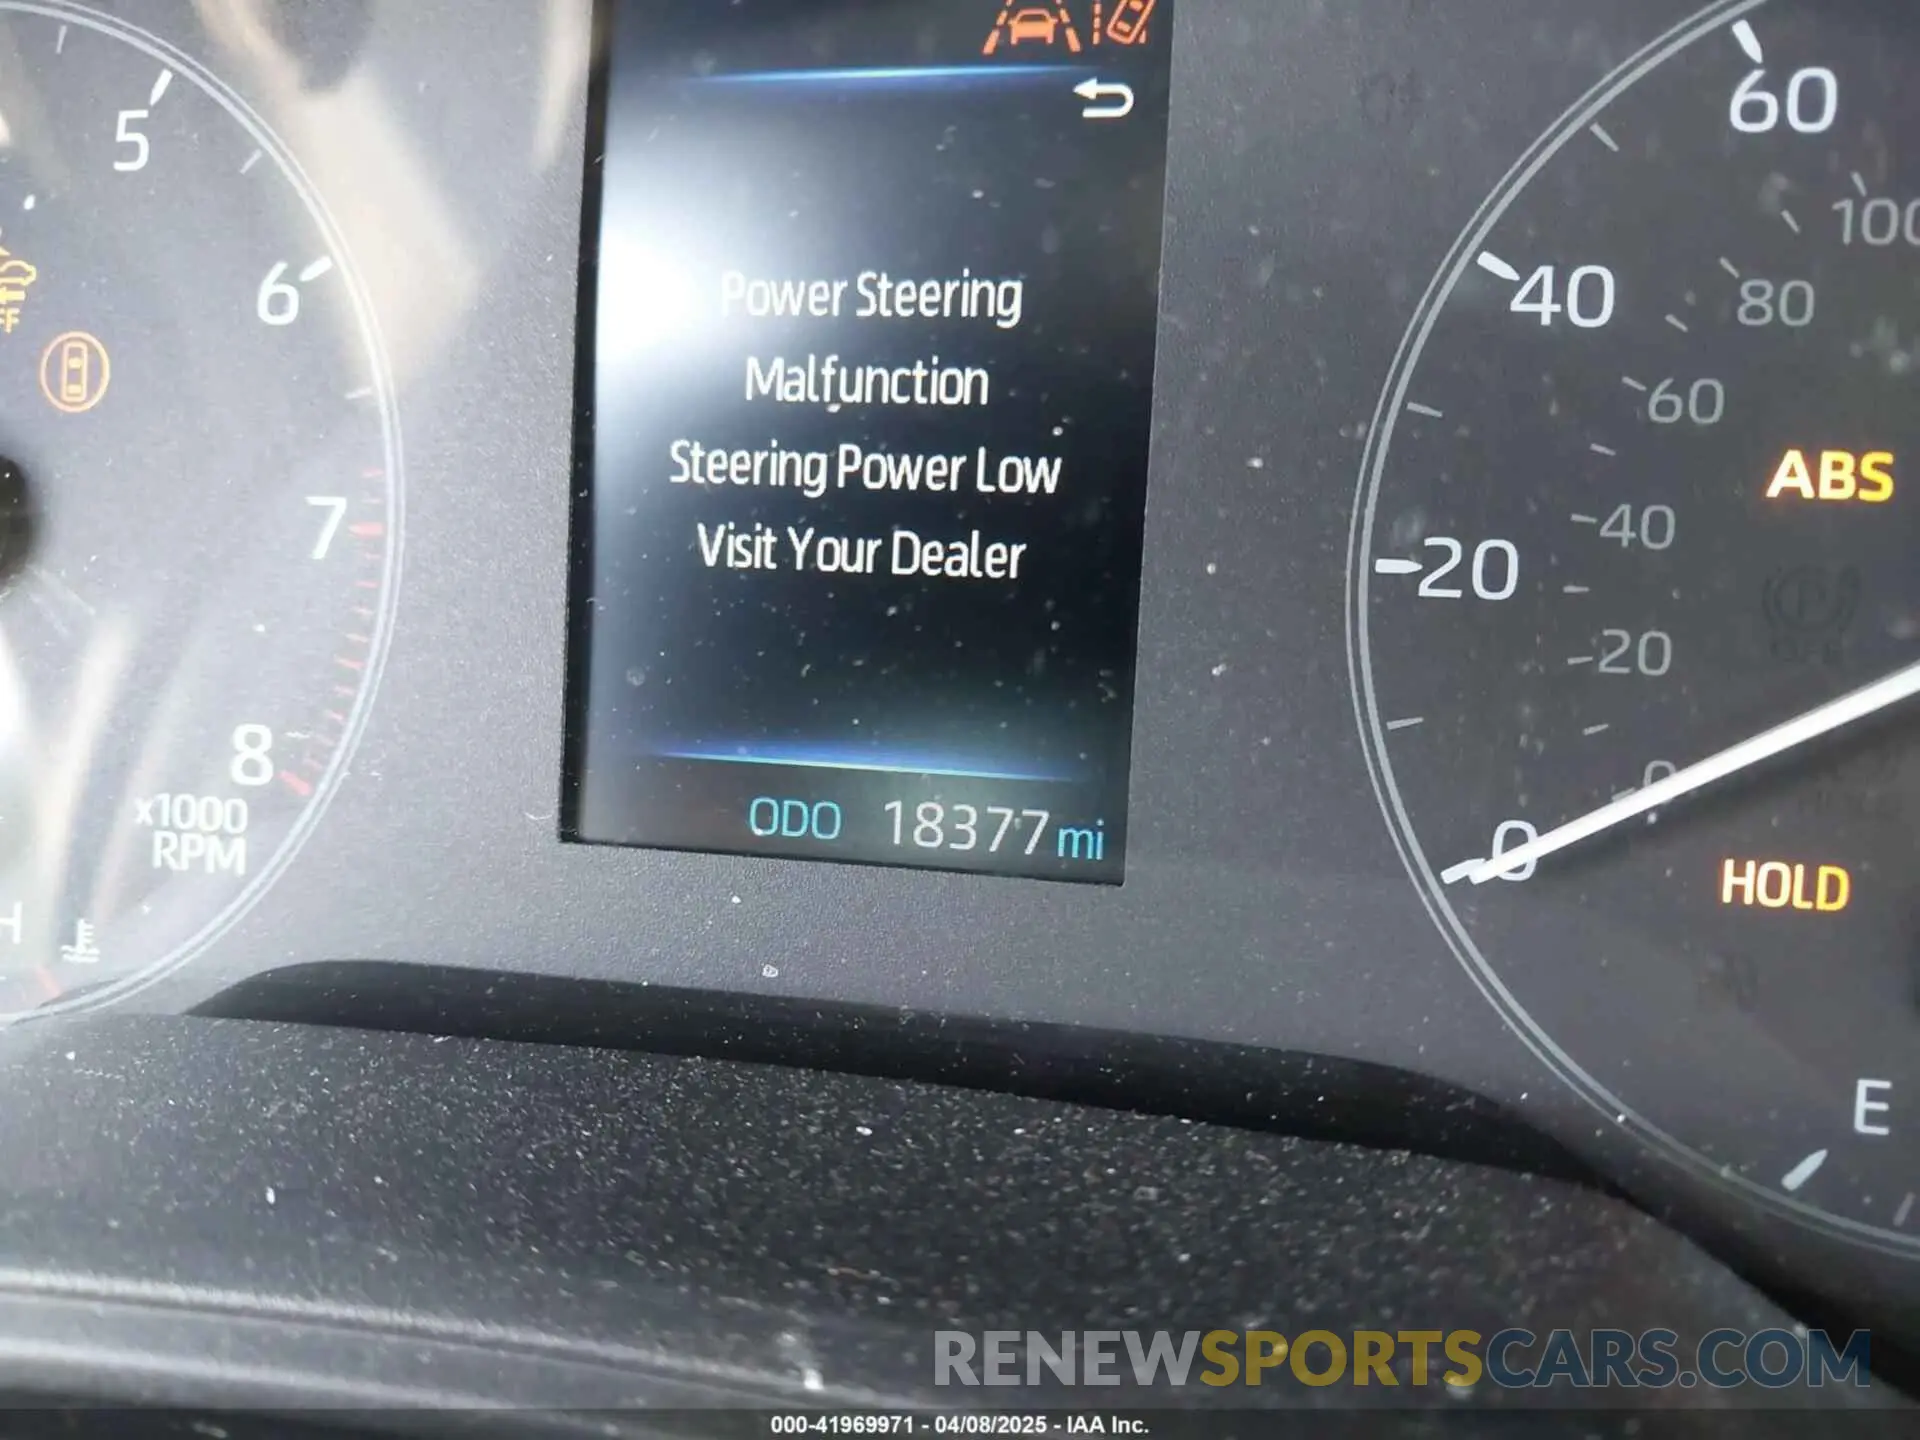 5
6
7
8
x1000
RPM
H
Power Steering
Malfunction
Steering Power Low
Visit Your Dealer
ODO 18377 mi
60
40
20
0
100
80
60
40
20
0
ABS
HOLD
E
RENEWSPORTSCARS.COM
000-41969971 - 04/08/2025 - IAA Inc.